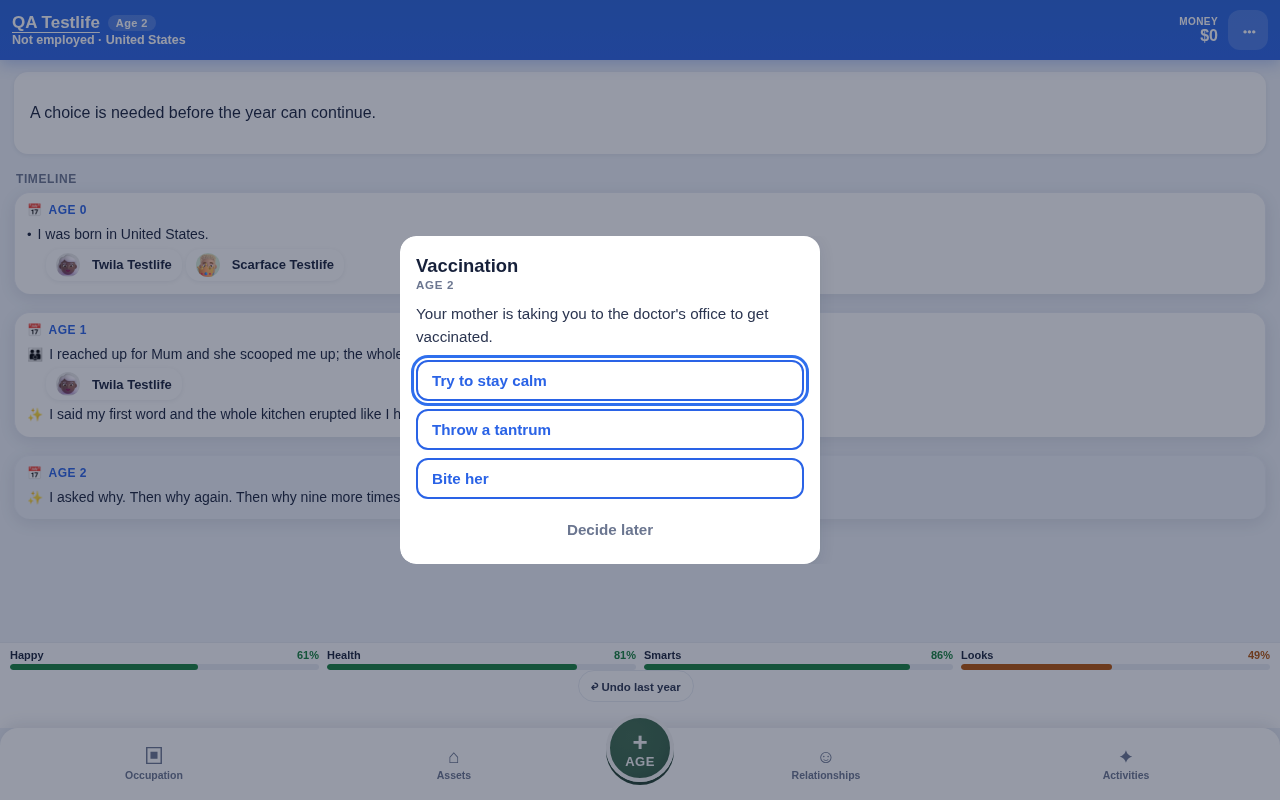 QA Testlife Age 2
Not employed · United States
MONEY
$0
A choice is needed before the year can continue.
TIMELINE
AGE 0
• I was born in United States.
Twila Testlife Scarface Testlife
AGE 1
I reached up for Mum and she scooped me up; the whole
Twila Testlife
I said my first word and the whole kitchen erupted like I h
AGE 2
I asked why. Then why again. Then why nine more times
Vaccination
AGE 2
Your mother is taking you to the doctor's office to get
vaccinated.
Try to stay calm
Throw a tantrum
Bite her
Decide later
Happy 61% Health 81% Smarts 86% Looks 49%
Undo last year
+
AGE
Occupation Assets Relationships Activities